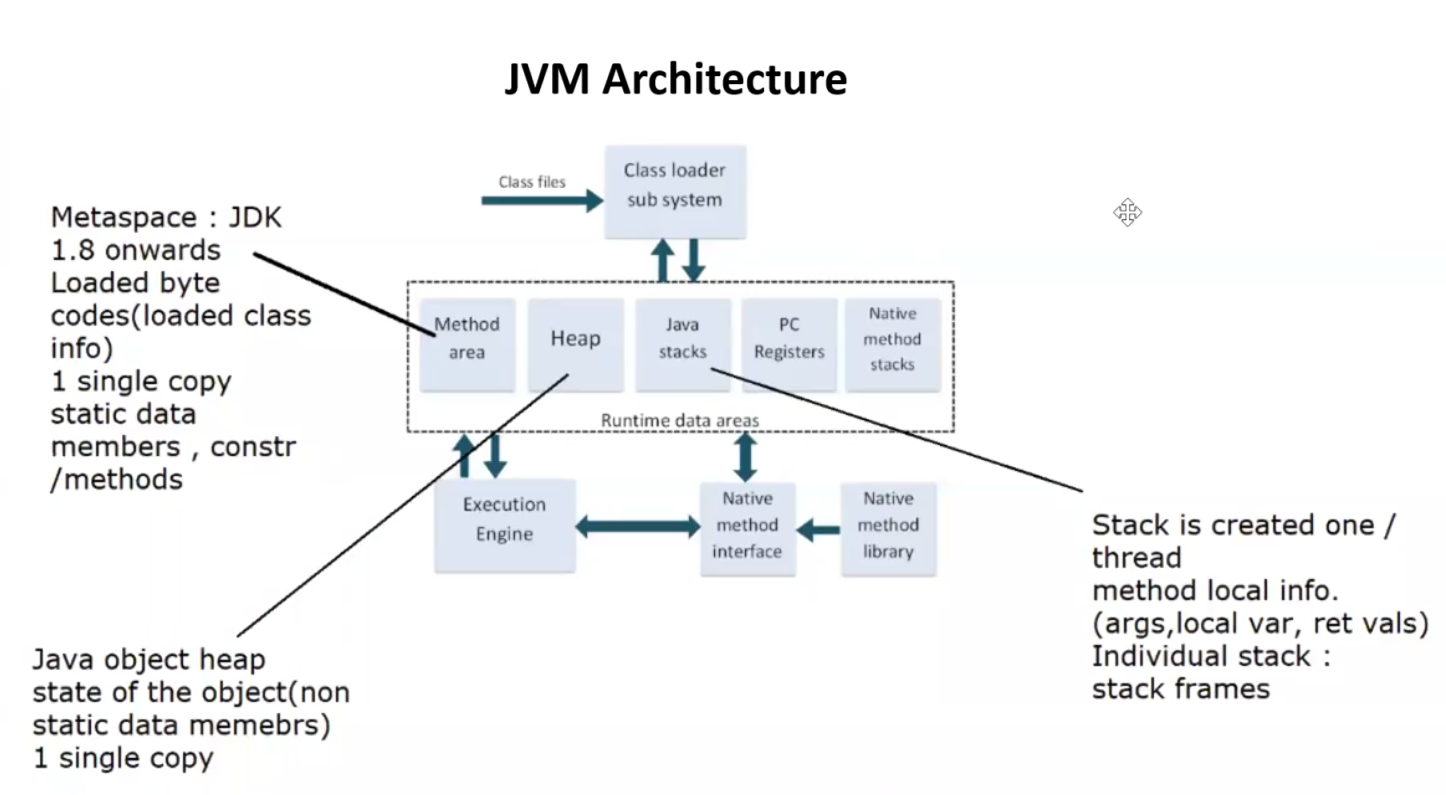 JVM Architecture
Class files
Class loader
sub system
Metaspace : JDK
1.8 onwards
Loaded byte
codes(loaded class
info)
1 single copy
static data
members , constr
/methods
Method
area
Heap
Java
stacks
PC
Registers
Native
method
stacks
Runtime data areas
Execution
Engine
Native
method
interface
Native
method
library
Stack is created one /
thread
method local info.
(args,local var, ret vals)
Individual stack :
stack frames
Java object heap
state of the object(non
static data memebrs)
1 single copy